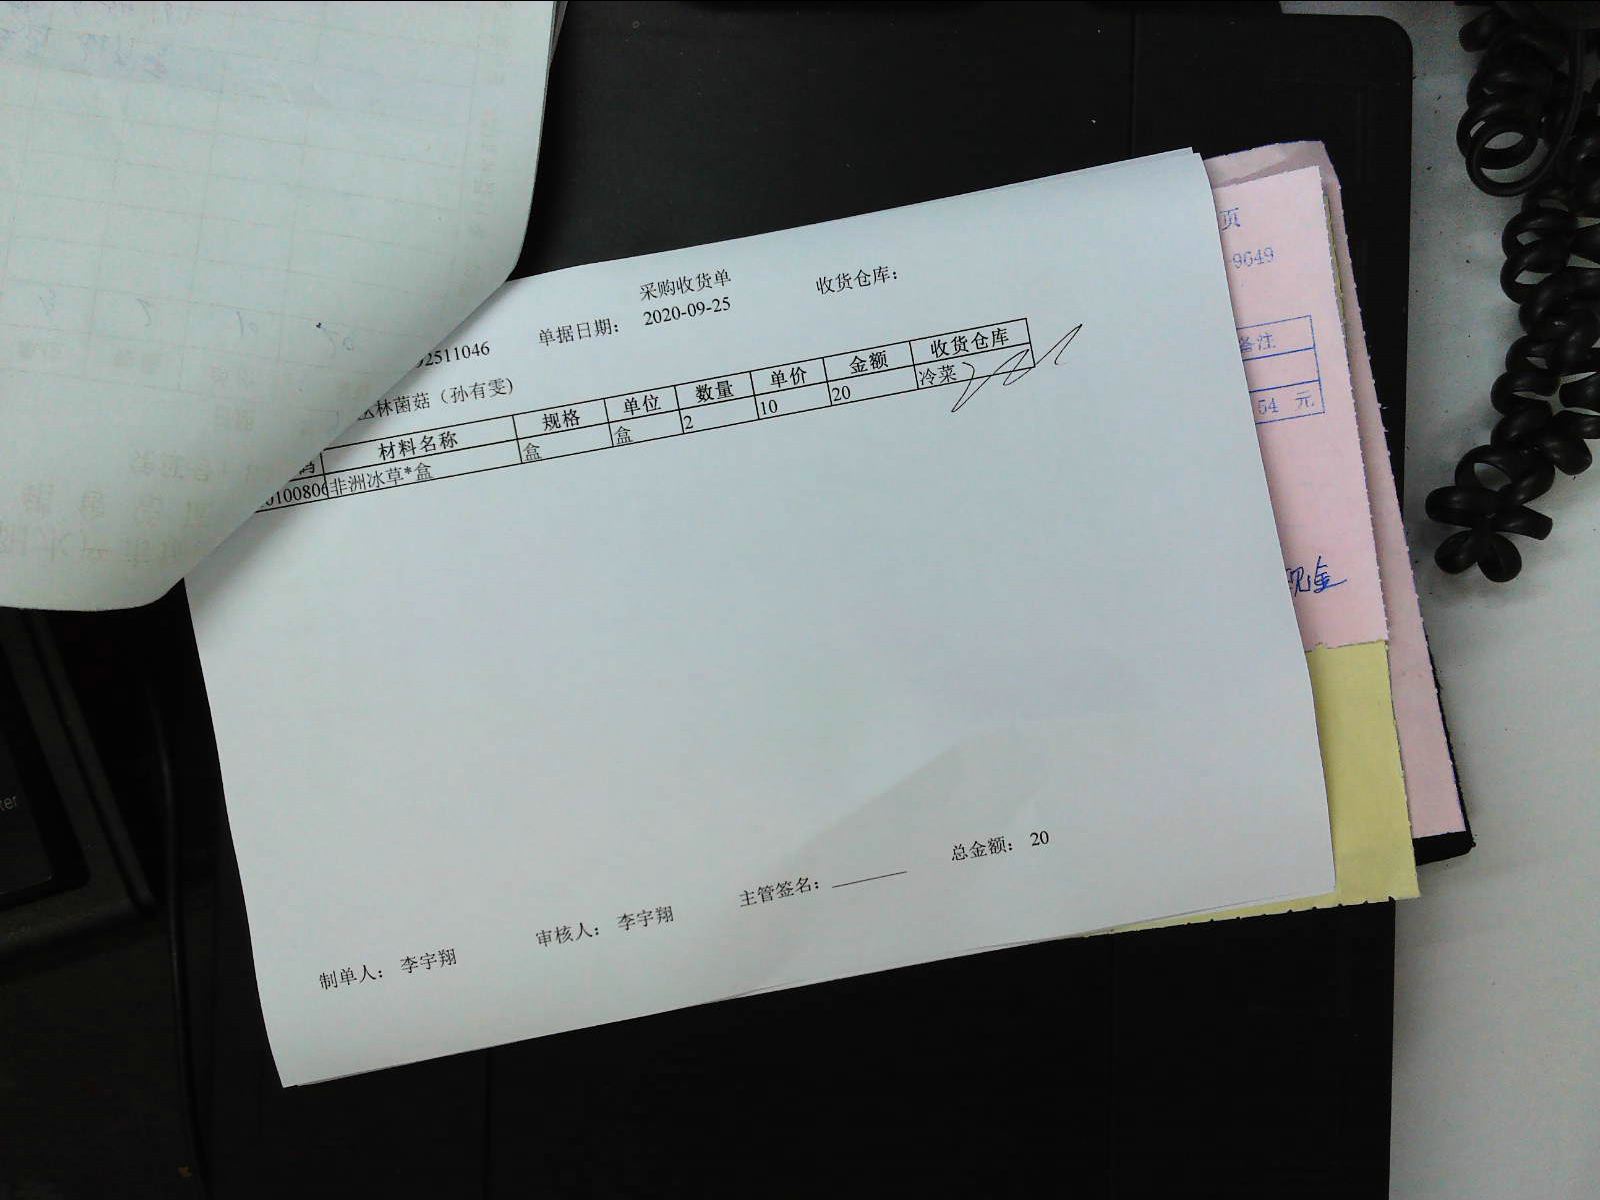 采购收货单
收货仓库：
单据日期： 2020-09-25
2511046
林菌菇（孙有雯)
材料名称 规格 单位 数量 单价 金额 收货仓库
0100806 非洲冰草*盒 盒 盒 2 10 20 冷菜
总金额： 20
主管签名：
审核人： 李宇翔
制单人： 李宇翔
页
9649
备注
54 元
现金